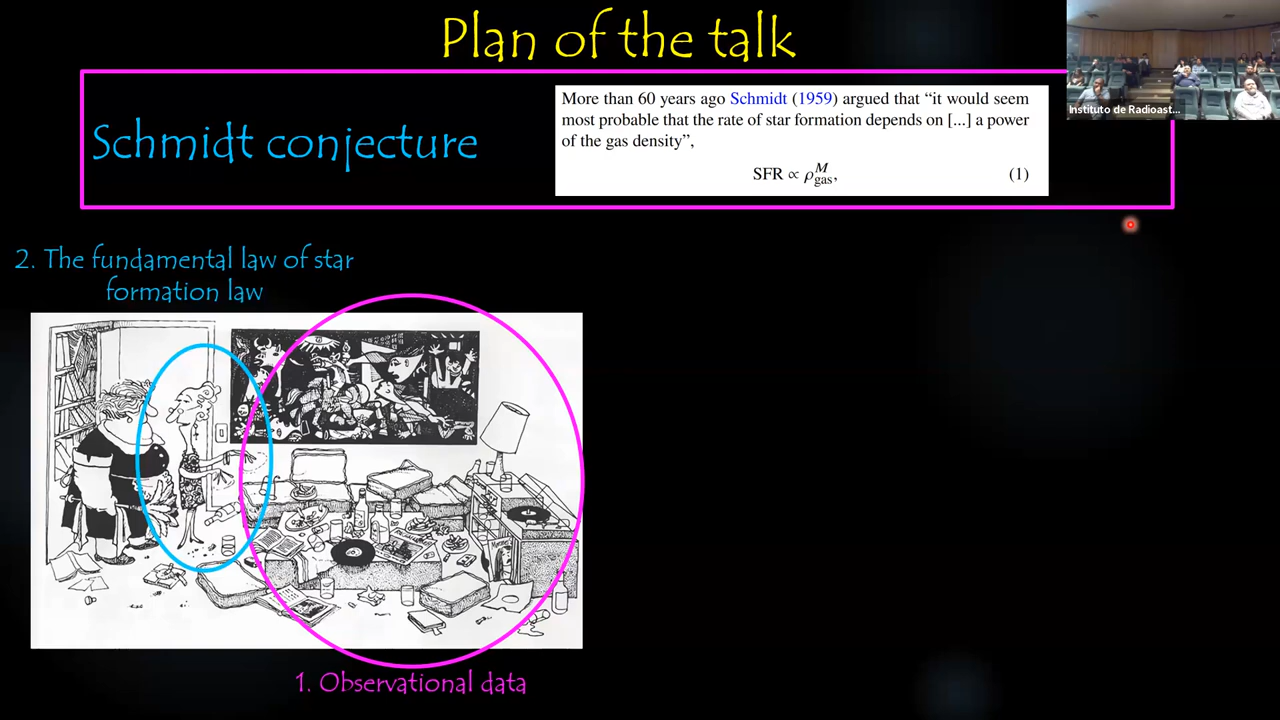 Plan of the talk
Instituto de Radioast...
Schmidt conjecture
More than 60 years ago Schmidt (1959) argued that “it would seem
most probable that the rate of star formation depends on [...] a power
of the gas density”,
SFR ∝ ρ_gas^M, (1)
2. The fundamental law of star
formation law
1. Observational data